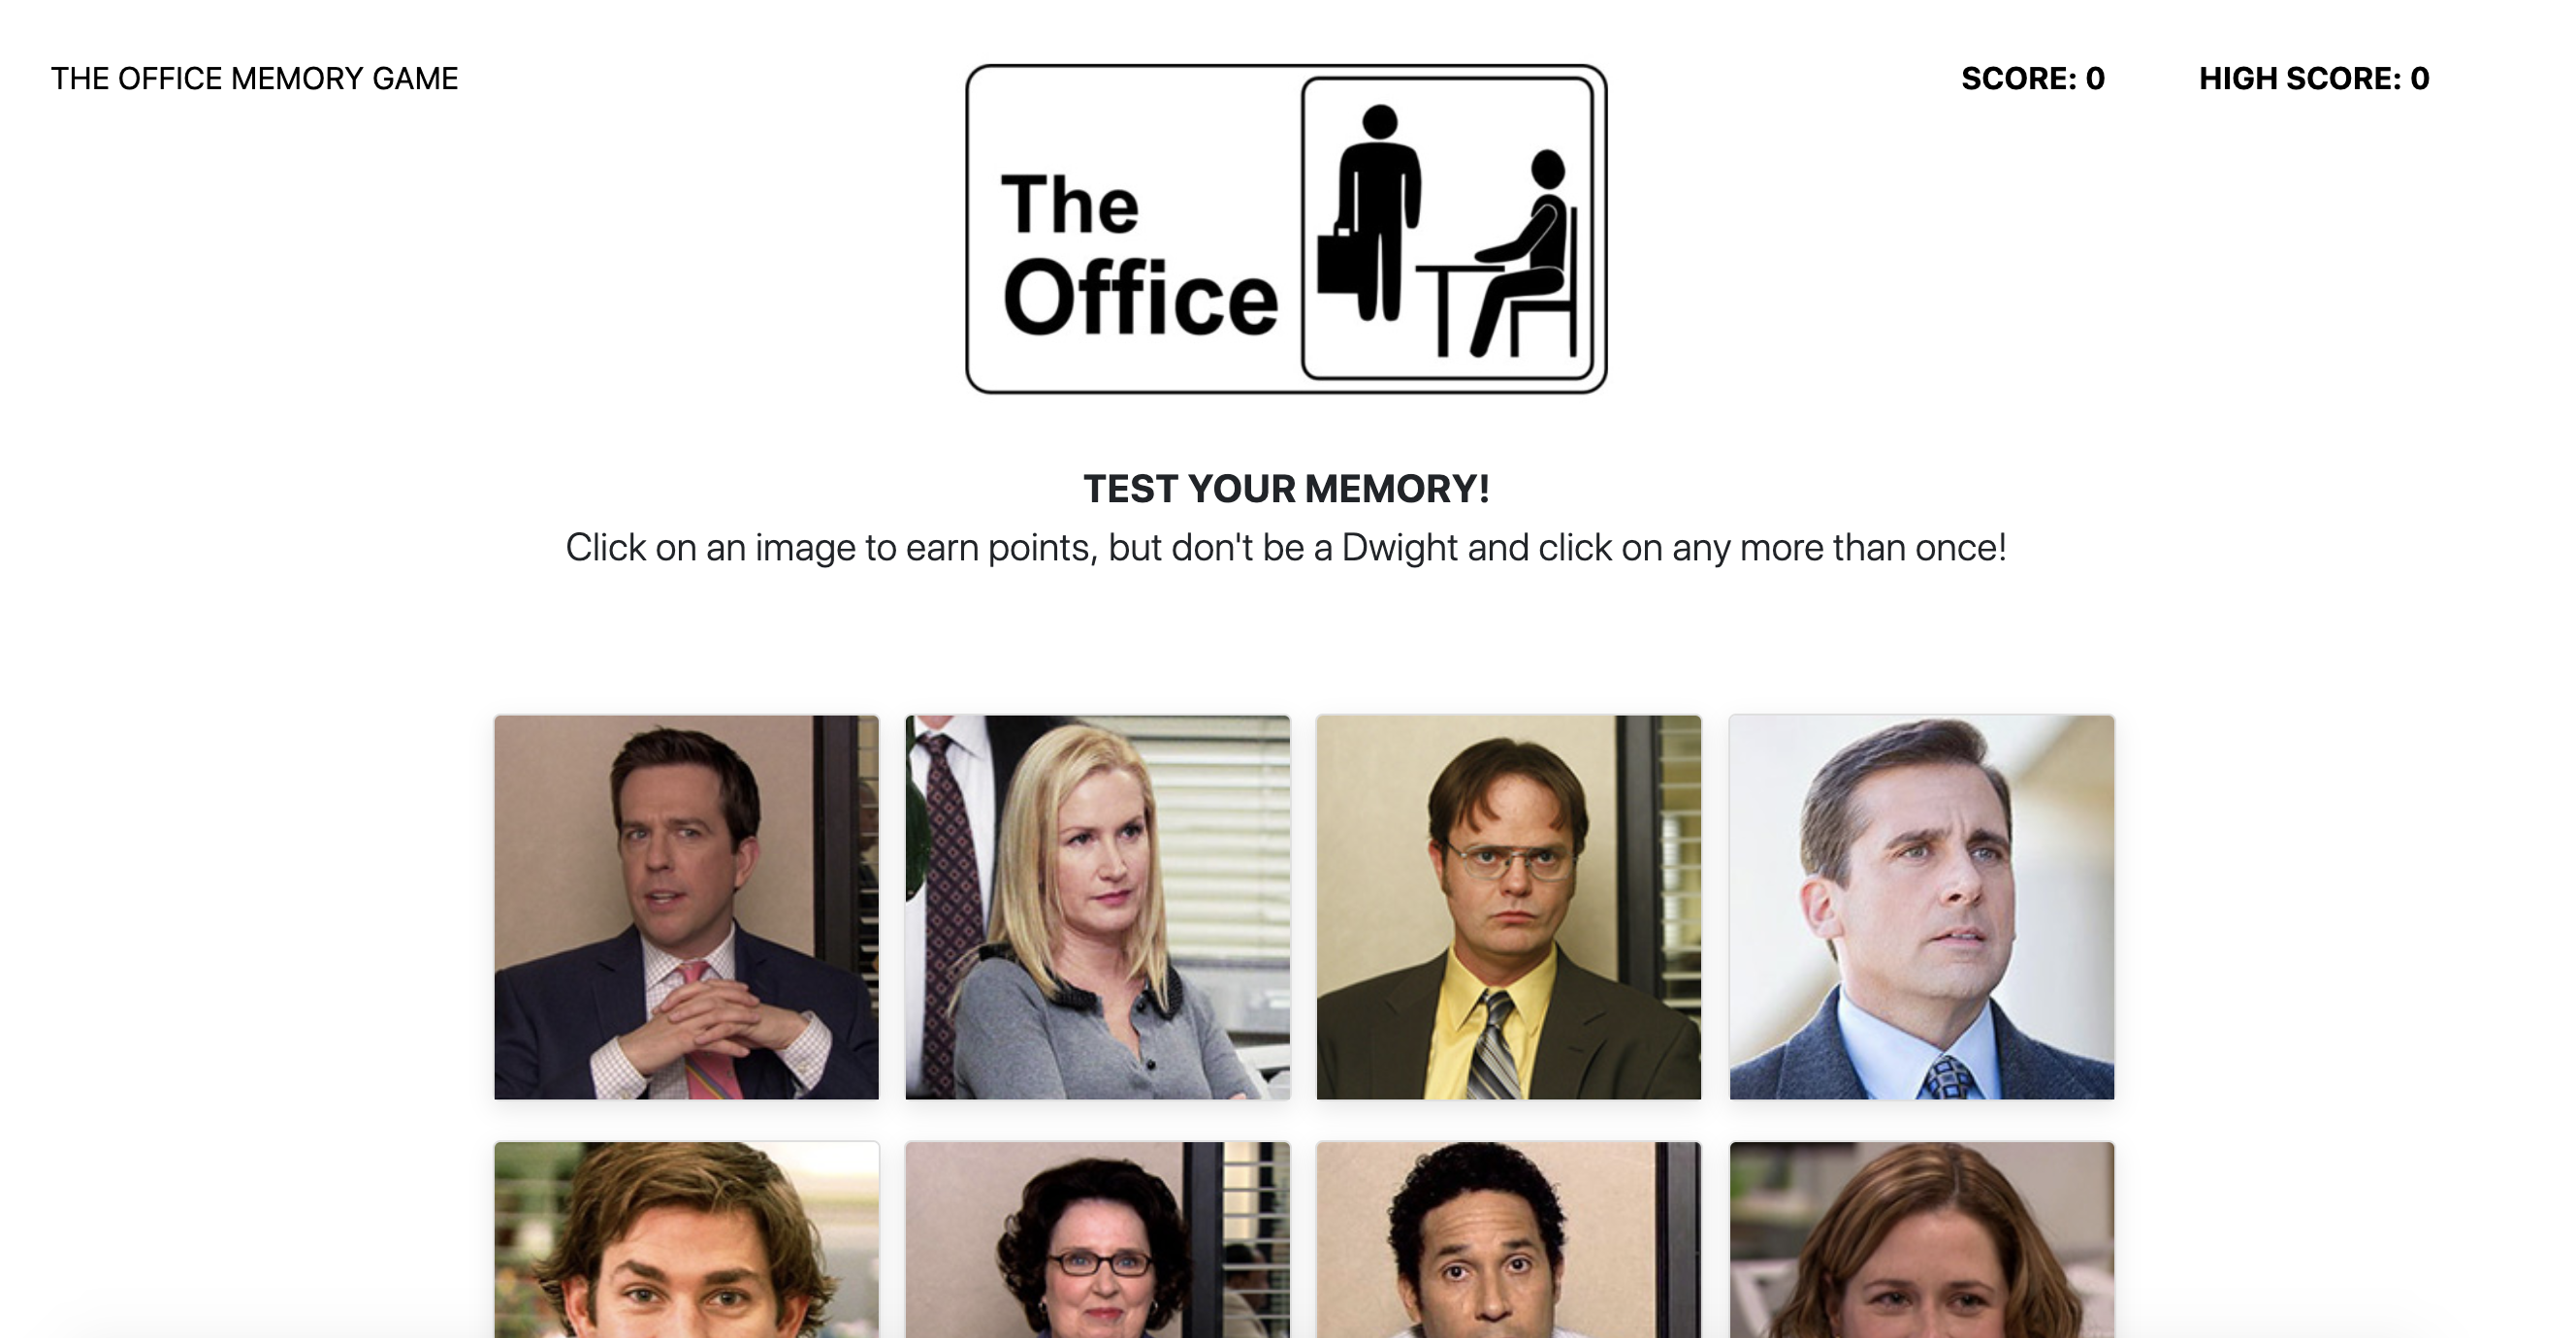 THE OFFICE MEMORY GAME
SCORE: 0
HIGH SCORE: 0
The
Office
TEST YOUR MEMORY!
Click on an image to earn points, but don't be a Dwight and click on any more than once!